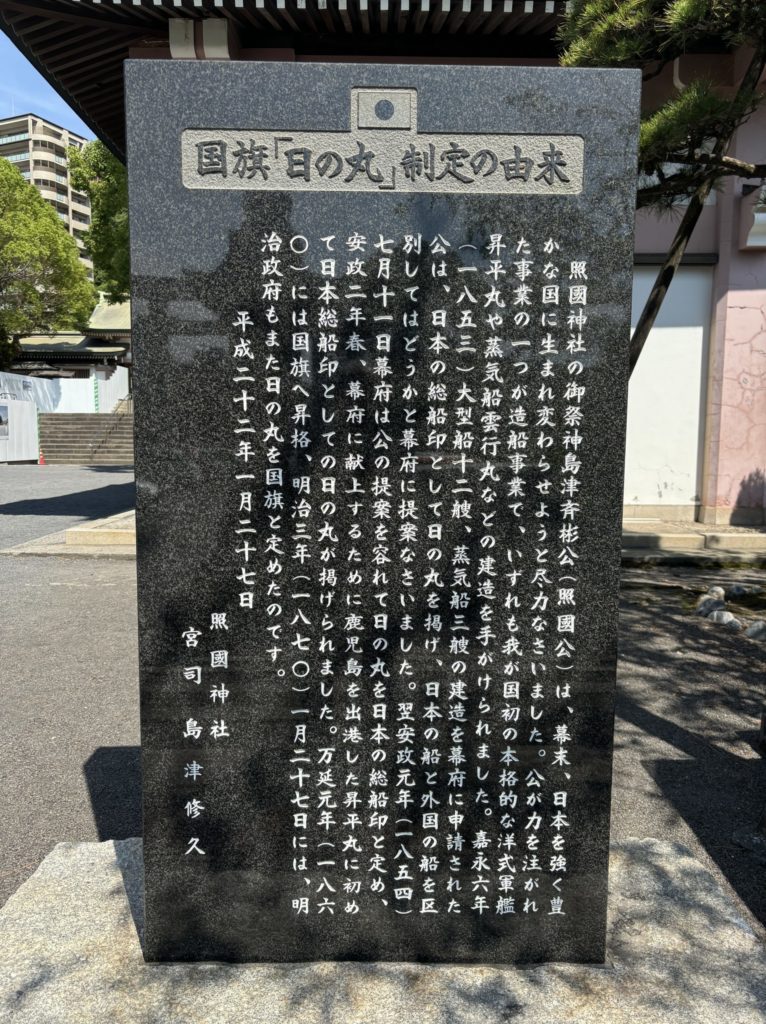 国旗「日の丸」制定の由来
照國神社の御祭神島津斉彬公（照國公）は、幕末、日本を強く豊
かな国に生まれ変わらせようと尽力なさいました。公が力を注がれ
た事業の一つが造船事業で、いずれも我が国初の本格的な洋式軍艦
昇平丸や蒸気船雲行丸などの建造を手がけられました。嘉永六年
（一八五三）大型船十二艘、蒸気船三艘の建造を幕府に申請された
公は、日本の総船印として日の丸を掲げ、日本の船と外国の船を区
別してはどうかと幕府に提案なさいました。翌安政元年（一八五四）
七月十一日幕府は公の提案を容れて日の丸を日本の総船印と定め、
安政二年春、幕府に献上するために鹿児島を出港した昇平丸に初め
て日本総船印としての日の丸が掲げられました。万延元年（一八六
〇）には国旗へ昇格、明治三年（一八七〇）一月二十七日には、明
治政府もまた日の丸を国旗と定めたのです。
平成二十二年一月二十七日
照國神社
宮司 島津修久